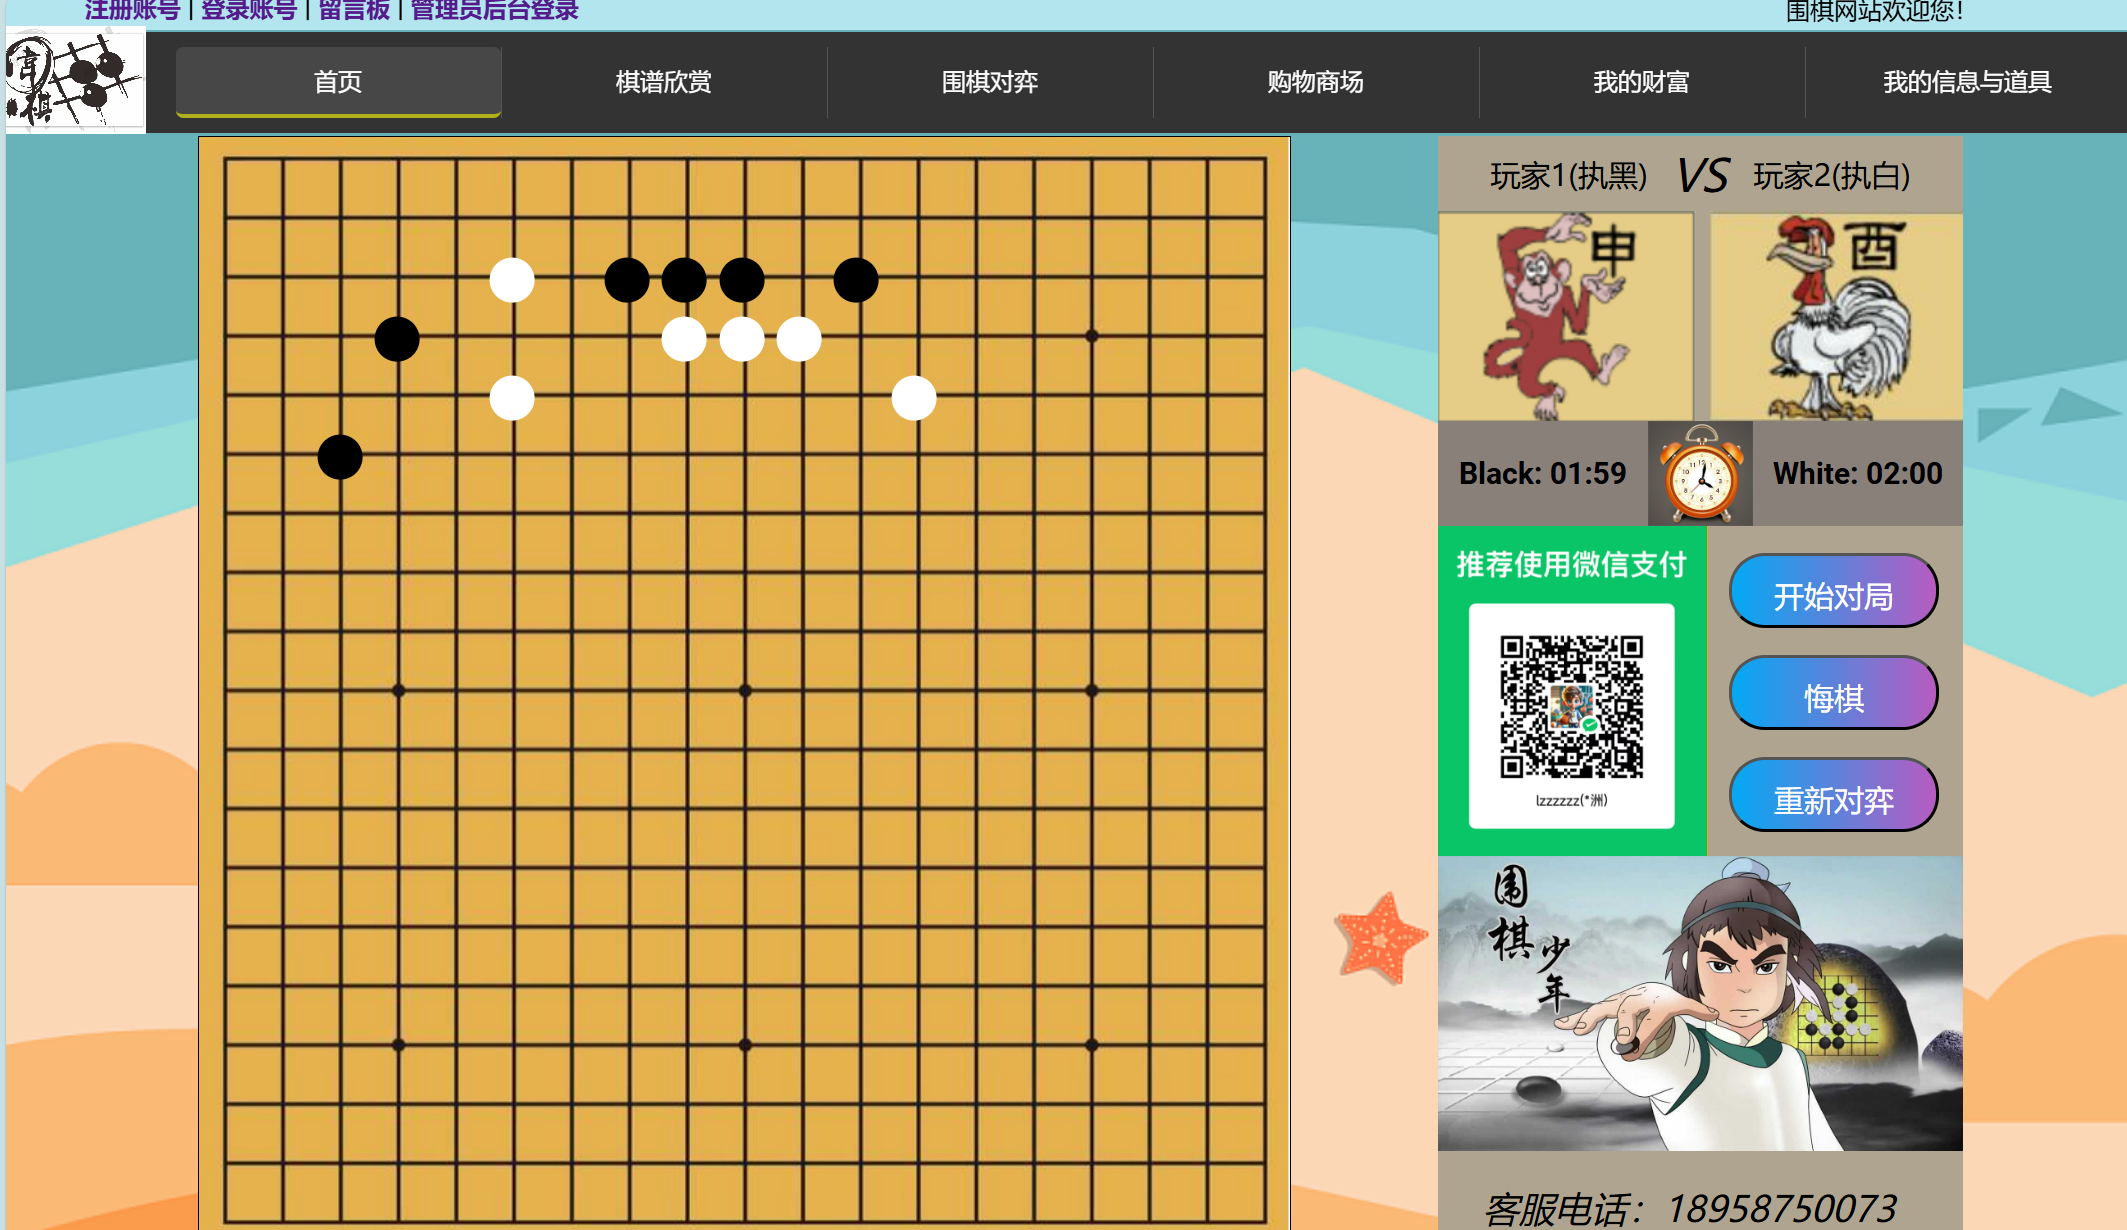 注册账号 | 登录账号 | 留言板 | 管理员后台登录
围棋网站欢迎您！
围棋
首页
棋谱欣赏
围棋对弈
购物商场
我的财富
我的信息与道具
玩家1(执黑) VS 玩家2(执白)
申
酉
Black: 01:59
White: 02:00
推荐使用微信支付
lzzzzzz(*洲)
开始对局
悔棋
重新对弈
围棋少年
客服电话：18958750073